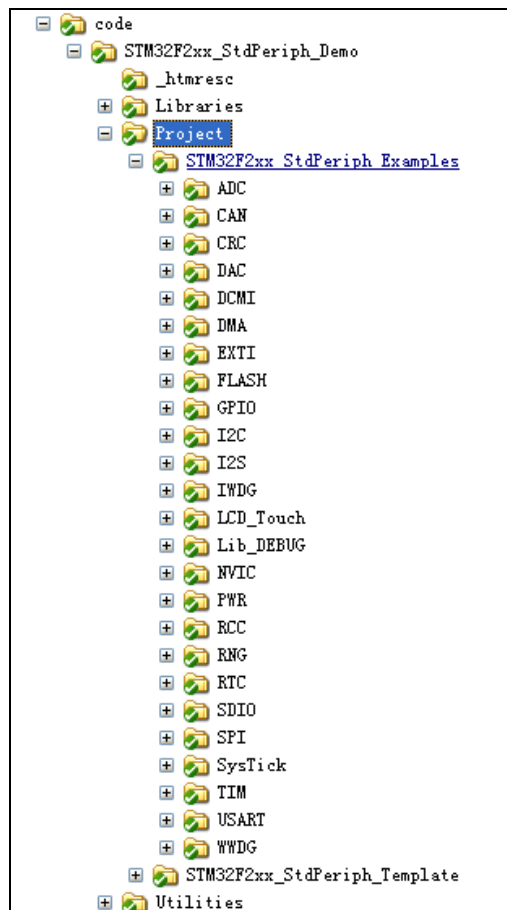 code
STM32F2xx_StdPeriph_Demo
_htmresc
Libraries
Project
STM32F2xx_StdPeriph_Examples
ADC
CAN
CRC
DAC
DCMI
DMA
EXTI
FLASH
GPIO
I2C
I2S
IWDG
LCD_Touch
Lib_DEBUG
NVIC
PWR
RCC
RNG
RTC
SDIO
SPI
SysTick
TIM
USART
WWDG
STM32F2xx_StdPeriph_Template
Utilities